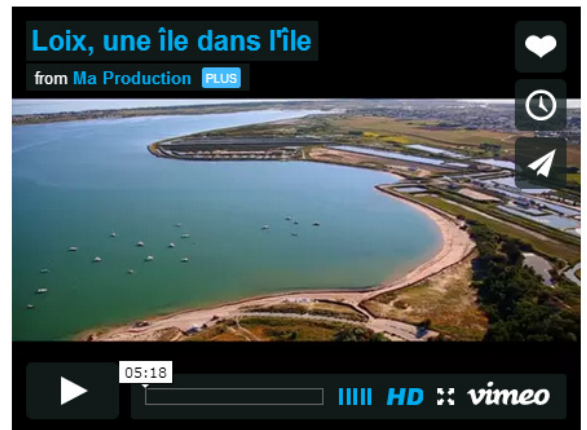 Loix, une île dans l'île
from Ma Production PLUS
05:18
HD vimeo